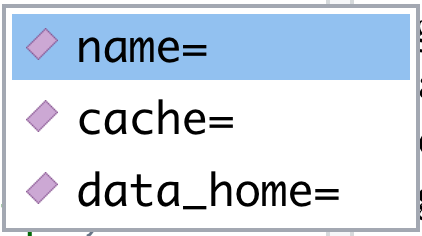 name=
cache=
data_home=